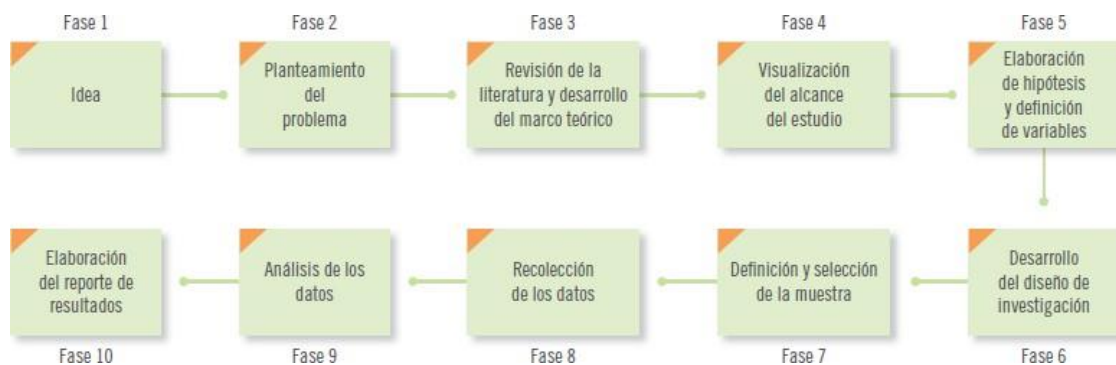 Fase 1
Idea
Fase 2
Planteamiento
del
problema
Fase 3
Revisión de la
literatura y desarrollo
del marco teórico
Fase 4
Visualización
del alcance
del estudio
Fase 5
Elaboración
de hipótesis
y definición
de variables
Desarrollo
del diseño de
investigación
Fase 6
Definición y selección
de la muestra
Fase 7
Recolección
de los datos
Fase 8
Análisis de los
datos
Fase 9
Elaboración
del reporte de
resultados
Fase 10